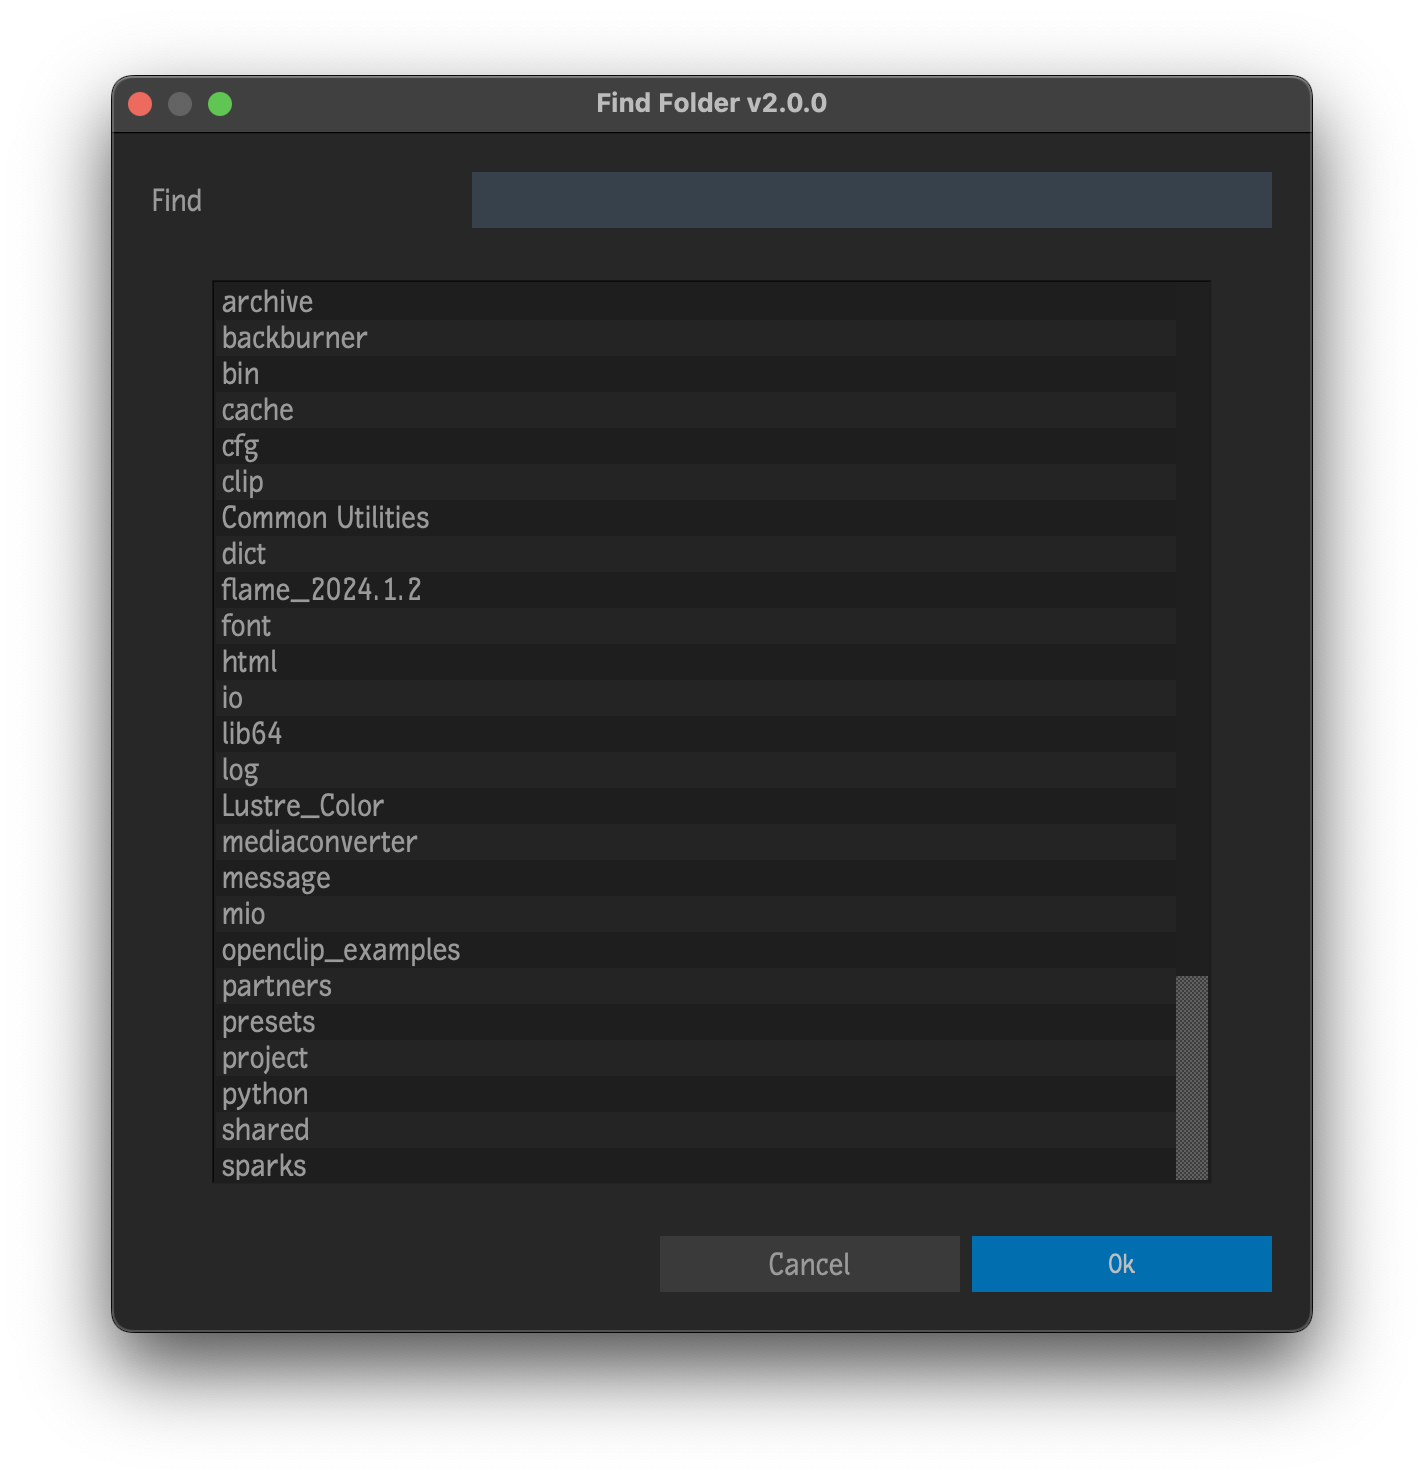 Find Folder v2.0.0
Find
archive
backburner
bin
cache
cfg
clip
Common Utilities
dict
flame_2024.1.2
font
html
io
lib64
log
Lustre_Color
mediaconverter
message
mio
openclip_examples
partners
presets
project
python
shared
sparks
Cancel Ok